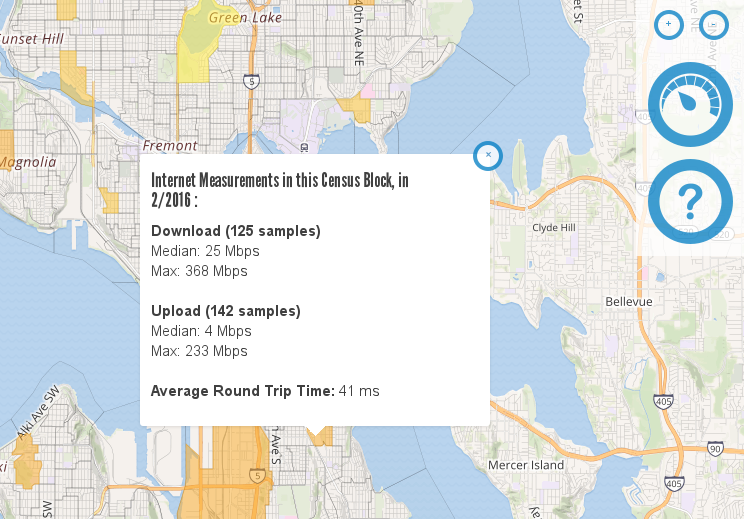 Green Lake
Sunset Hill
40th Ave NE
5
Fremont
Magnolia
Internet Measurements in this Census Block, in
2/2016 :
Download (125 samples)
Median: 25 Mbps
Max: 368 Mbps
Upload (142 samples)
Median: 4 Mbps
Max: 233 Mbps
Average Round Trip Time: 41 ms
×
+
-
?
Clyde Hill
Bellevue
405
90
Mercer Island
405
Alki Ave SW
5
Ave S
SW